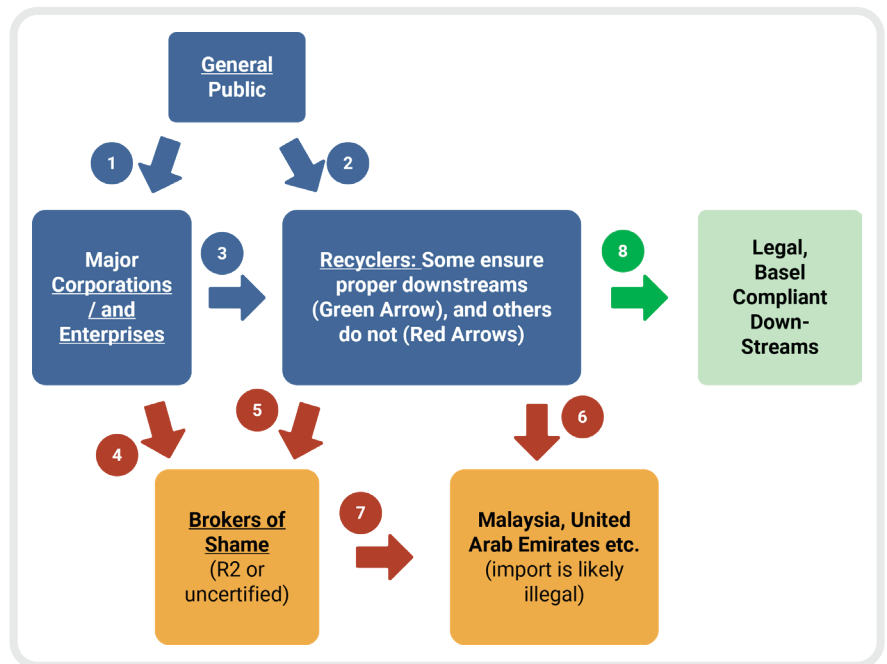 General
Public
1
2
Major
Corporations
/ and
Enterprises
3
Recyclers: Some ensure
proper downstreams
(Green Arrow), and others
do not (Red Arrows)
8
Legal,
Basel
Compliant
Down-
Streams
4
5
6
Brokers of
Shame
(R2 or
uncertified)
7
Malaysia, United
Arab Emirates etc.
(import is likely
illegal)